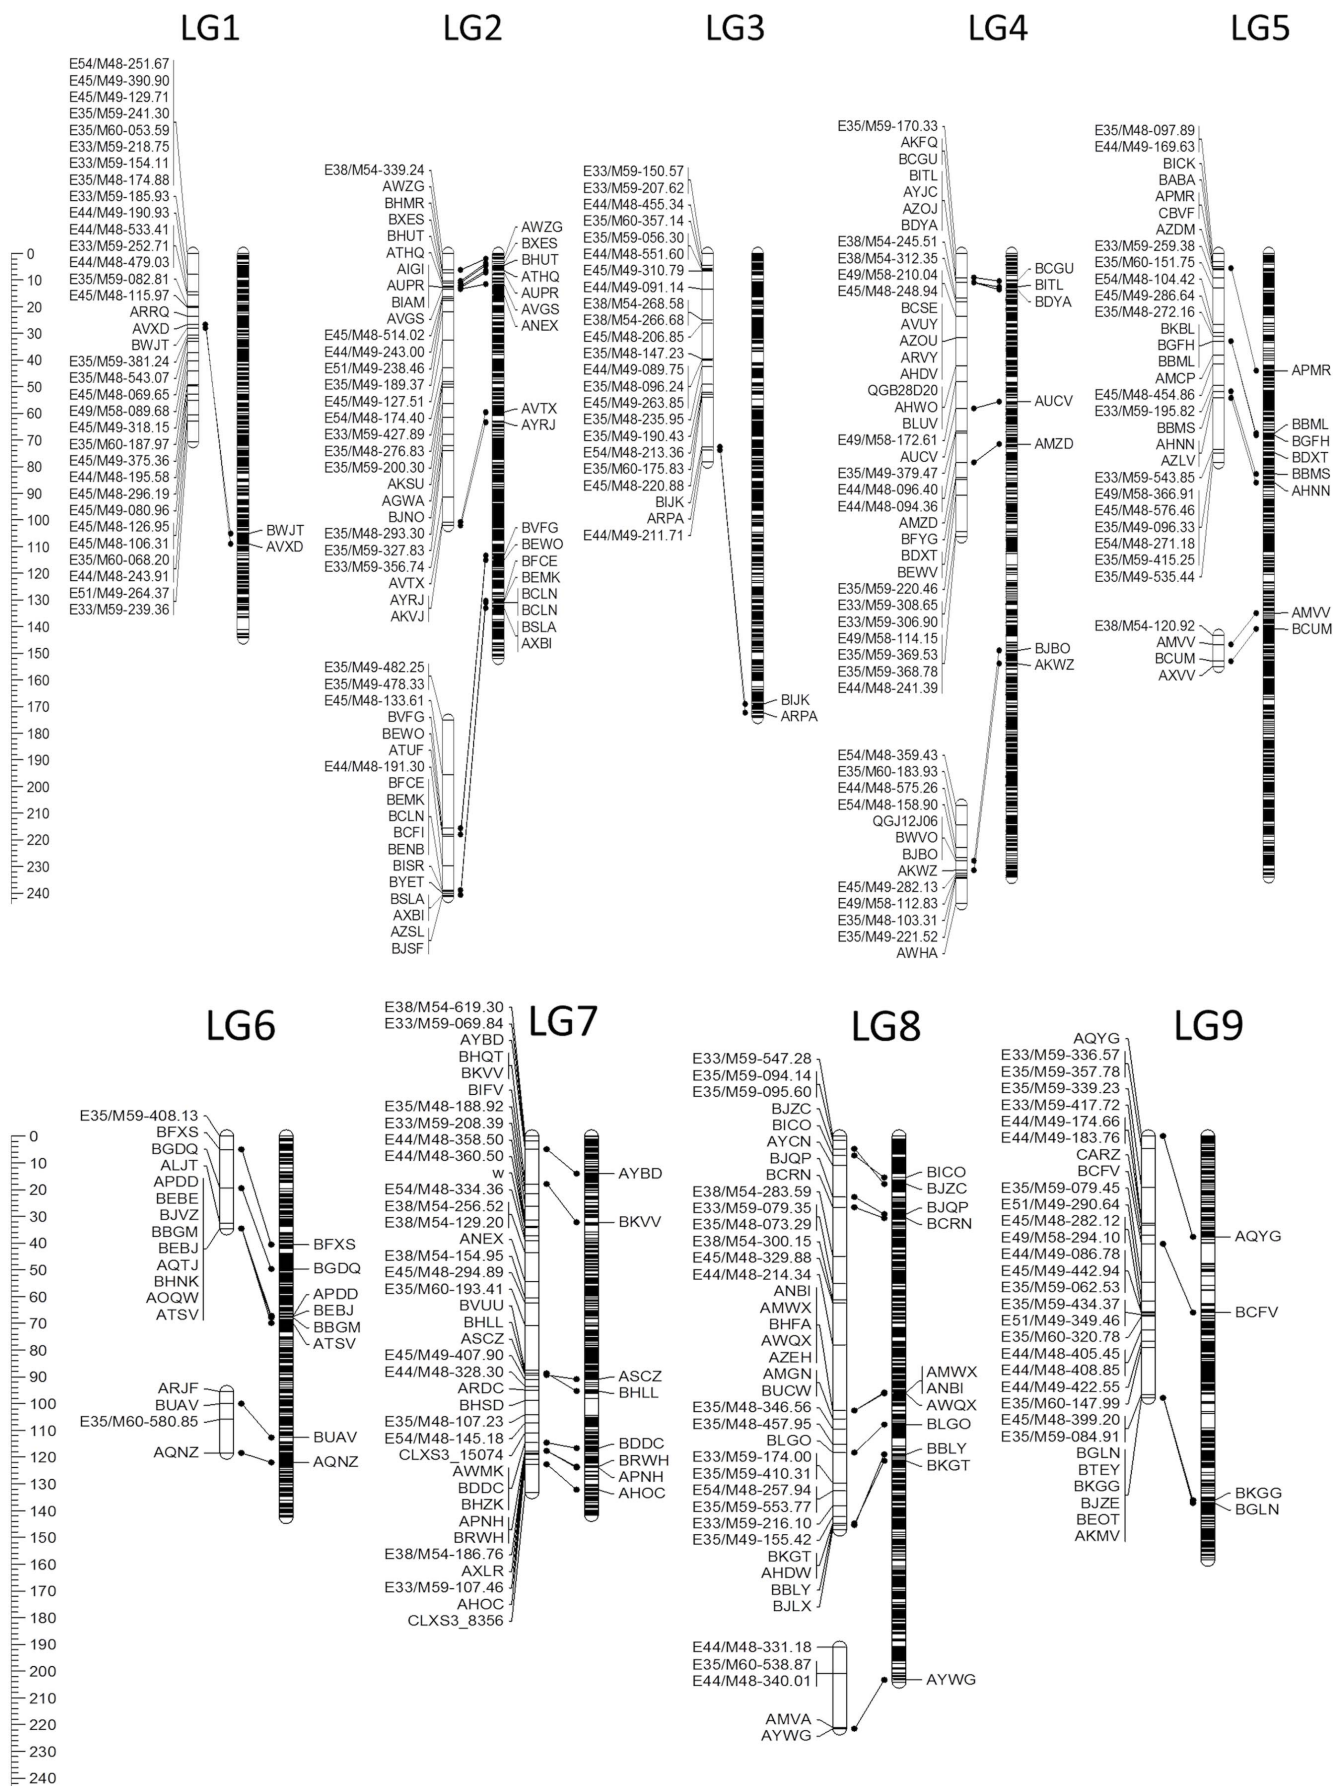 LG1
LG2
LG3
LG4
LG5
E54/M48-251.67
E45/M49-390.90
E45/M49-129.71
E35/M59-241.30
E35/M60-053.59
E33/M59-218.75
E33/M59-154.11
E35/M48-174.88
E33/M59-185.93
E44/M49-190.93
E44/M48-533.41
E33/M59-252.71
E44/M48-479.03
E35/M59-082.81
E45/M48-115.97
ARRQ
AVXD
BWJT
E35/M59-381.24
E35/M48-543.07
E45/M48-069.65
E49/M58-089.68
E45/M49-318.15
E35/M60-187.97
E45/M49-375.36
E44/M48-195.58
E45/M48-296.19
E49/M49-080.96
E45/M48-126.95
E45/M48-106.31
E35/M60-068.20
E44/M48-243.91
E51/M49-264.37
E33/M59-239.36
BWJT
AVXD
0
10
20
30
40
50
60
70
80
90
100
110
120
130
140
150
160
170
180
190
200
210
220
230
240
E38/M54-339.24
AWZG
BHMR
BXES
BHUT
ATHQ
AIGI
AUPR
BIAM
AVGS
E45/M48-514.02
E44/M49-243.00
E51/M49-238.46
E35/M49-189.37
E45/M49-127.51
E54/M48-174.40
E33/M59-427.89
E35/M48-276.83
E35/M59-200.30
AKSU
AGWA
BJNO
E35/M48-293.30
E35/M59-327.83
E33/M59-356.74
AVTX
AYRJ
AKVJ
E35/M49-482.25
E35/M49-478.33
E45/M48-133.61
BVFG
BEWO
ATUF
E44/M48-191.30
BFCE
BEMK
BCLN
BCFI
BENB
BISR
BYET
BSLA
AXBI
AZSL
BJSF
AWZG
BXES
BHUT
ATHQ
AUPR
AVGS
ANEX
AVTX
AYRJ
BVFG
BEWO
BFCE
BEMK
BCLN
BCLN
BSLA
AXBI
E33/M59-150.57
E33/M59-207.62
E44/M48-455.34
E35/M60-357.14
E35/M59-056.30
E44/M48-551.60
E45/M49-310.79
E44/M49-091.14
E38/M54-268.58
E38/M54-266.68
E45/M48-206.85
E35/M48-147.23
E44/M49-089.75
E35/M48-096.24
E45/M49-263.85
E35/M48-235.95
E35/M49-190.43
E54/M48-213.36
E35/M60-175.83
E45/M48-220.88
BIJK
ARPA
E44/M49-211.71
BIJK
ARPA
E35/M59-170.33
AKFQ
BCGU
BITL
AYJC
AZOJ
BDYA
E38/M54-245.51
E38/M54-312.35
E49/M58-210.04
E45/M48-248.94
BCSE
AVUY
AZOU
ARVY
AHDV
QGB28D20
AHWO
BLUV
E49/M58-172.61
AUCV
E35/M49-379.47
E44/M48-096.40
E44/M48-094.36
AMZD
BFYG
BDXT
BEWV
E35/M59-220.46
E33/M59-308.65
E33/M59-306.90
E49/M58-114.15
E35/M59-369.53
E35/M59-368.78
E44/M48-241.39
E54/M48-359.43
E35/M60-183.93
E44/M48-575.26
E54/M48-158.90
QGJ12J06
BWVO
BJBO
AKWZ
E45/M49-282.13
E49/M58-112.83
E35/M48-103.31
E35/M49-221.52
AWHA
BCGU
BITL
BDYA
AUCV
AMZD
BJBO
AKWZ
E35/M48-097.89
E44/M49-169.63
BICK
BABA
APMR
CBVF
AZDM
E33/M59-259.38
E35/M60-151.75
E54/M48-104.42
E45/M49-286.64
E35/M48-272.16
BKBL
BGFH
BBML
AMCP
E45/M48-454.86
E33/M59-195.82
BBMS
AHNN
AZLV
E33/M59-543.85
E49/M58-366.91
E45/M48-576.46
E35/M49-096.33
E54/M48-271.18
E35/M59-415.25
E35/M49-535.44
E38/M54-120.92
AMVV
BCUM
AXVV
APMR
BBML
BGFH
BDXT
BBMS
AHNN
AMVV
BCUM
LG6
LG7
LG8
LG9
0
10
20
30
40
50
60
70
80
90
100
110
120
130
140
150
160
170
180
190
200
210
220
230
240
E35/M59-408.13
BFXS
BGDQ
ALJT
APDD
BEBE
BJVZ
BBGM
BEBJ
AQTJ
BHNK
AOQW
ATSV
ARJF
BUAV
E35/M60-580.85
AQNZ
BFXS
BGDQ
APDD
BEBJ
BBGM
ATSV
BUAV
AQNZ
E38/M54-619.30
E33/M59-069.84
AYBD
BHQT
BKVV
BIFV
E35/M48-188.92
E33/M59-208.39
E44/M48-358.50
E44/M48-360.50
w
E54/M48-334.36
E38/M54-256.52
E38/M54-129.20
ANEX
E38/M54-154.95
E45/M48-294.89
E35/M60-193.41
BVUU
BHLL
ASCZ
E45/M49-407.90
E44/M48-328.30
ARDC
BHSD
E35/M48-107.23
E54/M48-145.18
CLXS3_15074
AWMK
BDDC
BHZK
APNH
BRWH
E38/M54-186.76
AXLR
E33/M59-107.46
AHOC
CLXS3_8356
AYBD
BKVV
ASCZ
BHLL
BDDC
BRWH
APNH
AHOC
E33/M59-547.28
E35/M59-094.14
E35/M59-095.60
BJZC
BICO
AYCN
BJQP
BCRN
E38/M54-283.59
E33/M59-079.35
E35/M48-073.29
E38/M54-300.15
E45/M48-329.88
E44/M48-214.34
ANBI
AMWX
BHFA
AWQX
AZEH
AMGN
BUCW
E35/M48-346.56
E35/M48-457.95
BLGO
E33/M59-174.00
E35/M59-410.31
E54/M48-257.94
E35/M59-553.77
E33/M59-216.10
E35/M49-155.42
BKGT
AHDW
BBLY
BJLX
E44/M48-331.18
E35/M60-538.87
E44/M48-340.01
AMVA
AYWG
BICO
BJZC
BJQP
BCRN
AMWX
ANBI
AWQX
BLGO
BBLY
BKGT
AYWG
AQYG
E33/M59-336.57
E35/M59-357.78
E35/M59-339.23
E33/M59-417.72
E44/M49-174.66
E44/M49-183.76
CARZ
BCFV
E35/M59-079.45
E51/M49-290.64
E45/M48-282.12
E49/M58-294.10
E44/M49-086.78
E45/M49-442.94
E35/M59-062.53
E35/M59-434.37
E51/M49-349.46
E35/M60-320.78
E44/M48-405.45
E44/M48-408.85
E44/M49-422.55
E35/M60-147.99
E45/M48-399.20
E35/M59-084.91
BGLN
BTEY
BKGG
BJZE
BEOT
AKMV
AQYG
BCFV
BKGG
BGLN